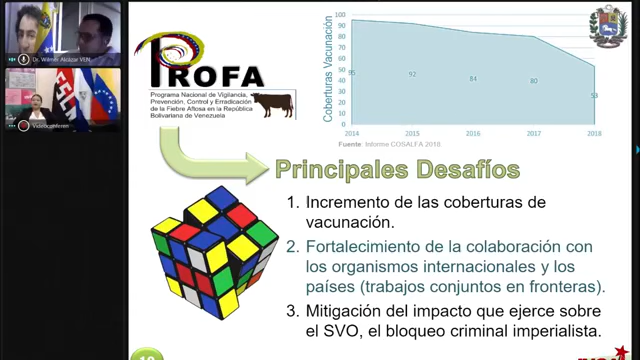 Dr. Wilmer Alcázar VEN
Videoconferen
PROFA
Programa Nacional de Vigilancia,
Prevención, Control y Erradicación
de la Fiebre Aftosa en la República
Bolivariana de Venezuela
Coberturas Vacunación
100
90
80
70
60
50
40
30
20
10
0
95
92
84
80
53
2014 2015 2016 2017 2018
Fuente: Informe COSALFA 2018
Principales Desafíos
1. Incremento de las coberturas de
vacunación.
2. Fortalecimiento de la colaboración con
los organismos internacionales y los
países (trabajos conjuntos en fronteras).
3. Mitigación del impacto que ejerce sobre
el SVO, el bloqueo criminal imperialista.